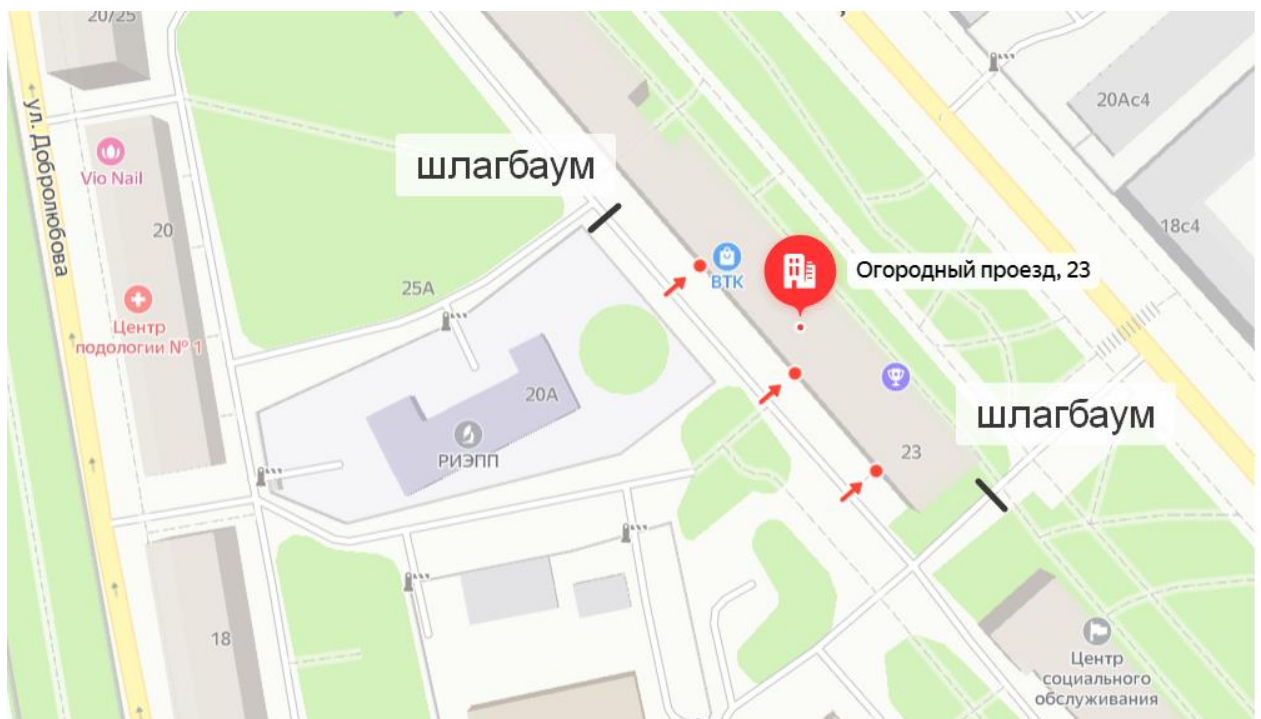 20/25
20Ас4
ул. Добролюбова
шлагбаум
Vio Nail
20
18с4
ВТК
Огородный проезд, 23
25А
Центр
подологии № 1
20А
шлагбаум
РИЭПП
23
18
Центр
социального
обслуживания